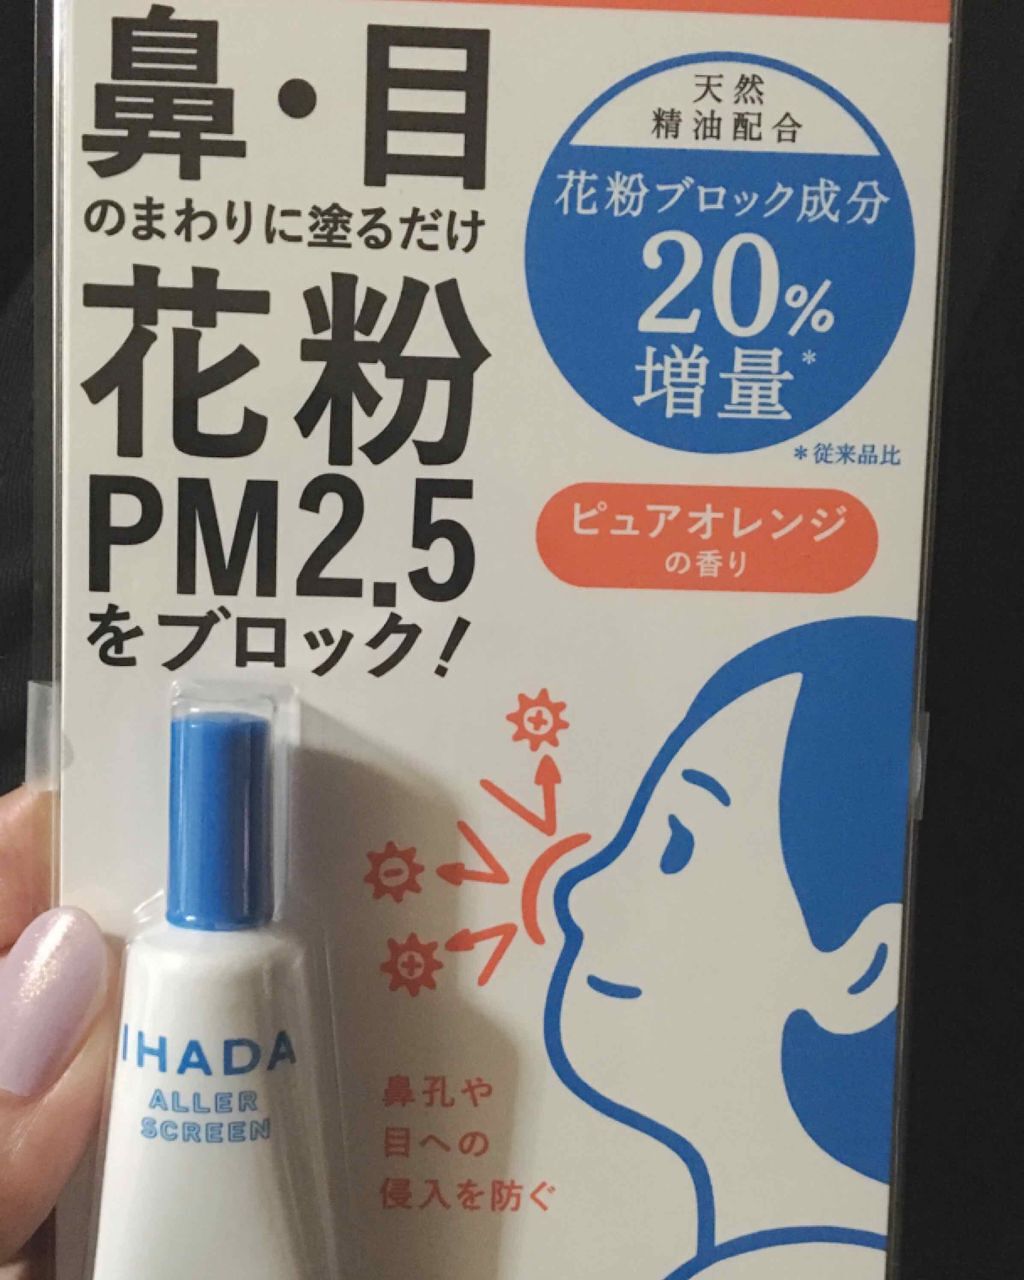 鼻・目
のまわりに塗るだけ
花粉
PM2.5
をブロック!
天然
精油配合
花粉ブロック成分
20%
増量*
*従来品比
ピュアオレンジ
の香り
IHADA
ALLER
SCREEN
鼻孔や
目への
侵入を防ぐ